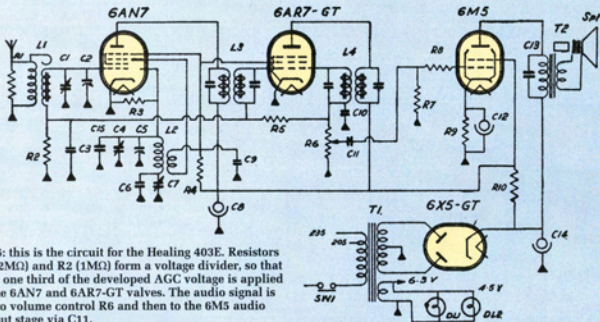 6AN7
6AR7-GT
6M5
T2
Spkr
L1
C1
C2
L3
L4
C13
R1
R3
R8
R7
R9
C12
R2
C3
C15
C4
C5
L2
R5
R6
C10
C11
C6
C7
R4
C9
C8
R10
6X5-GT
T1
C14
235
205
6-3 V
4-5V
SW1
DL2
: this is the circuit for the Healing 403E. Resistors
2MΩ) and R2 (1MΩ) form a voltage divider, so that
one third of the developed AGC voltage is applied
e 6AN7 and 6AR7-GT valves. The audio signal is
o volume control R6 and then to the 6M5 audio
ut stage via C11.